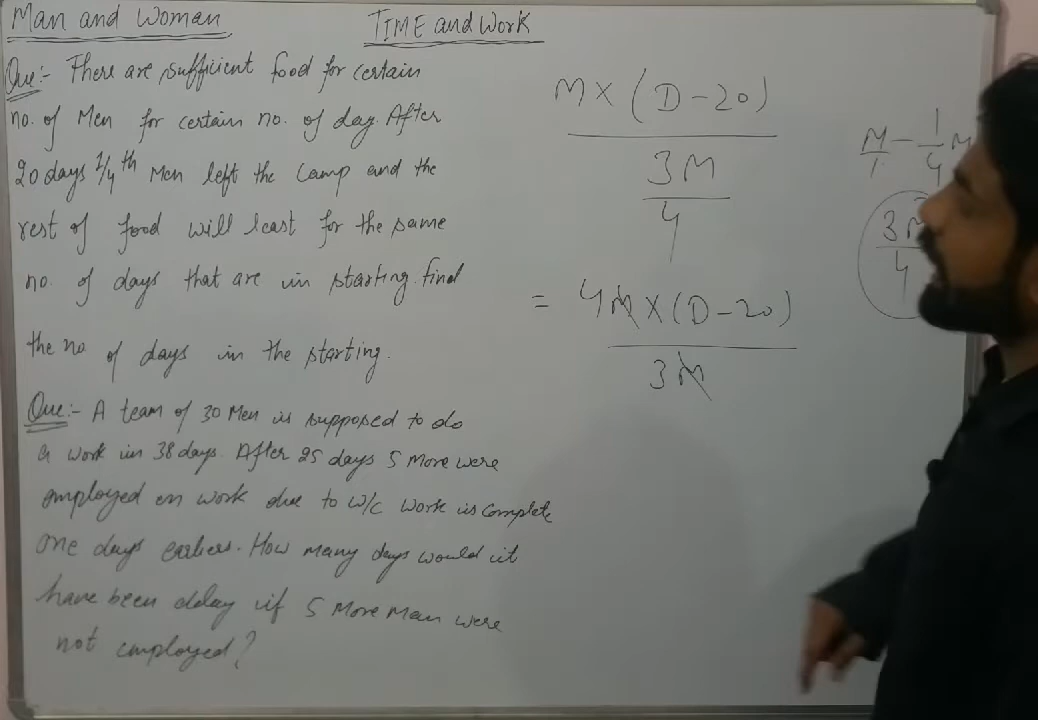 Man and Woman
TIME and Work
Que:- There are sufficient food for certain
no. of Men for certain no. of day. After
20 days 1/4th Men left the Camp and the
rest of food will least for the same
no. of days that are in starting. find
the no of days in the starting.
Que:- A team of 30 Men is supposed to do
a work in 38 days. After 25 days 5 More were
employed on work due to w/c work is complete
one days earlier. How many days would it
have been delay if 5 More Man were
not employed?
M × (D-20)
3M
4
= 4M × (D-20)
3M
M/1 - 1/4 M
3M
4